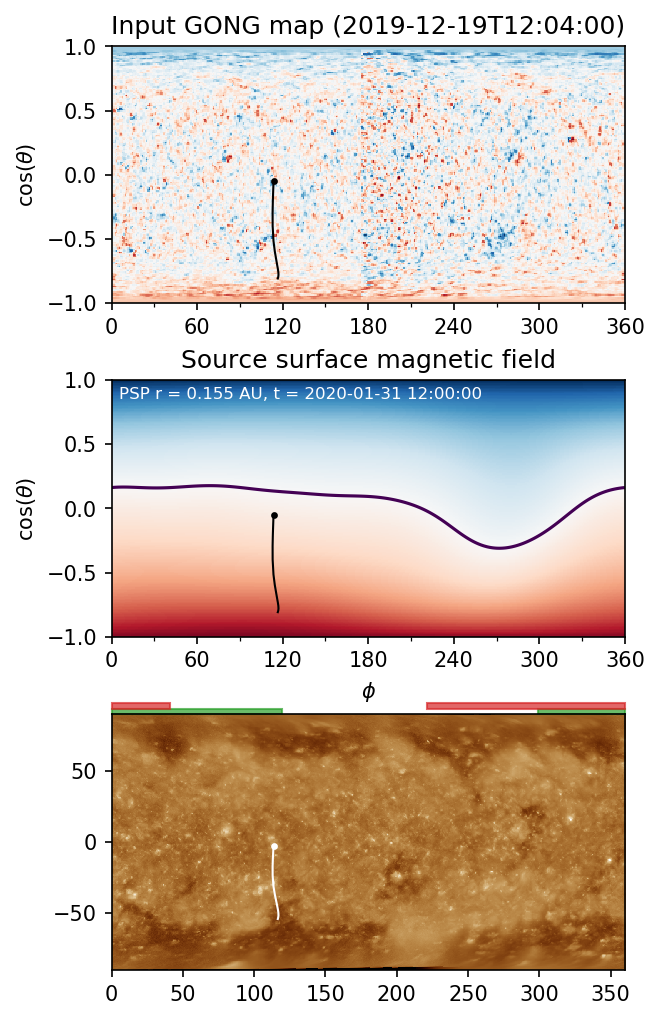 Input GONG map (2019-12-19T12:04:00)
1.0
0.5
0.0
−0.5
−1.0
cos(θ)
0 60 120 180 240 300 360
Source surface magnetic field
PSP r = 0.155 AU, t = 2020-01-31 12:00:00
1.0
0.5
0.0
−0.5
−1.0
cos(θ)
0 60 120 180 240 300 360
ϕ
50
0
−50
0 50 100 150 200 250 300 350